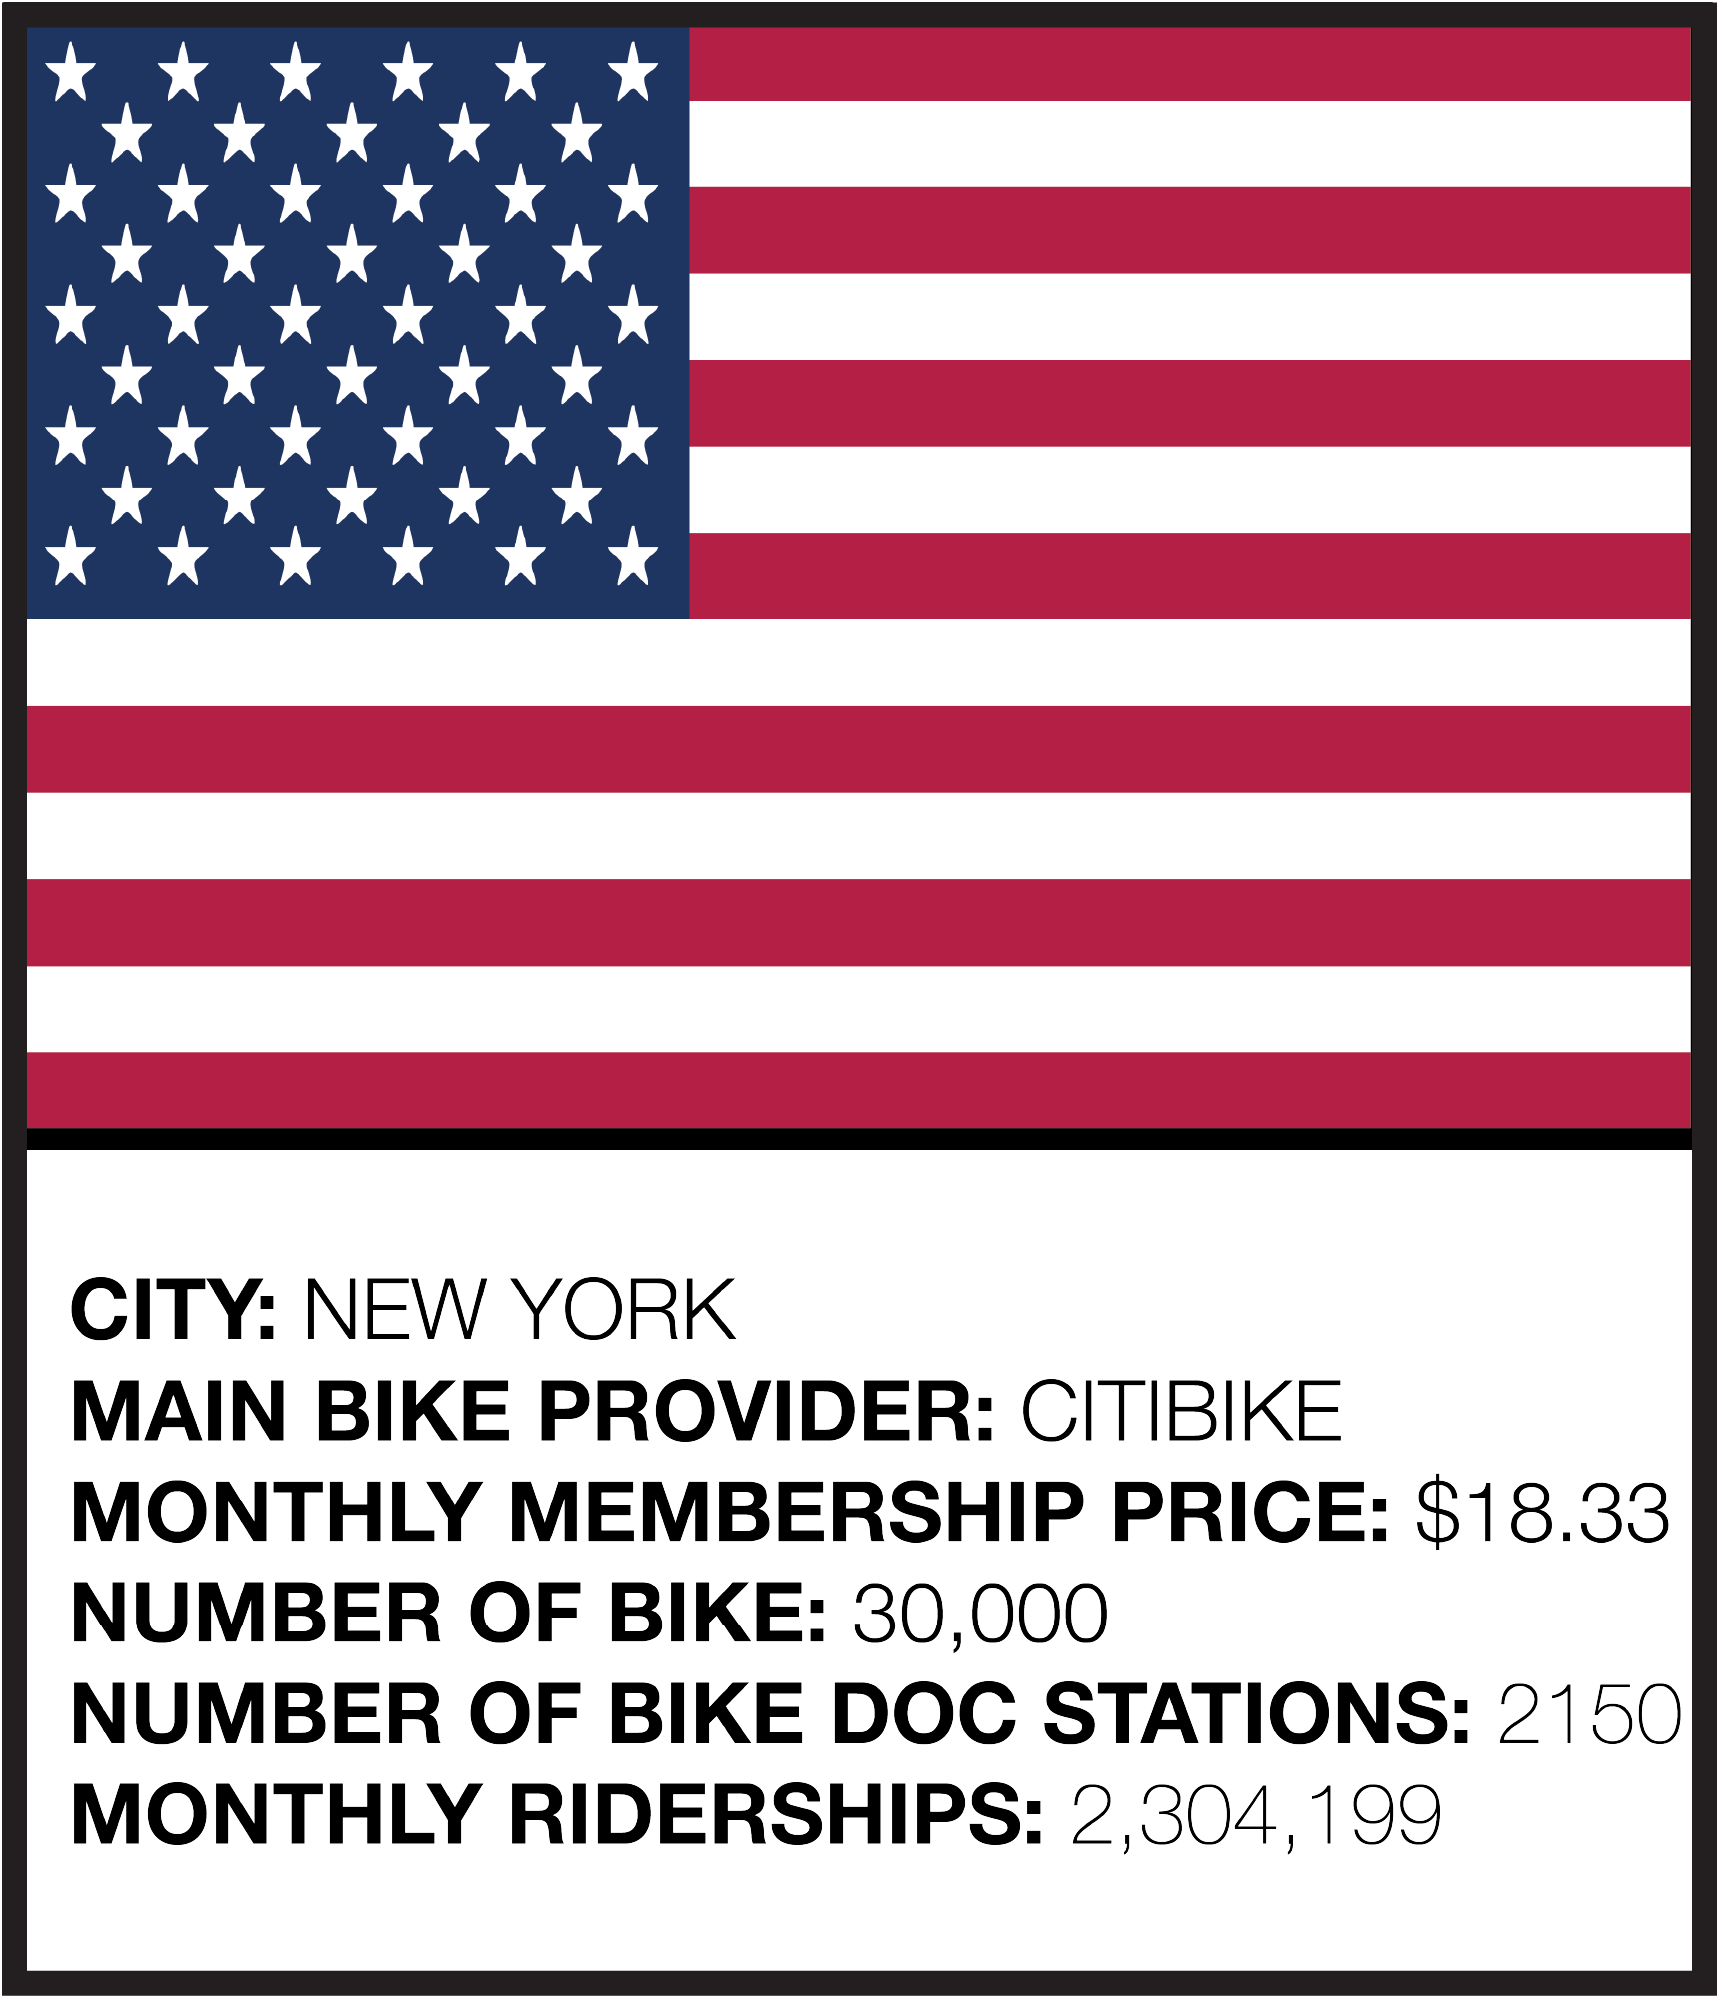 CITY: NEW YORK
MAIN BIKE PROVIDER: CITIBIKE
MONTHLY MEMBERSHIP PRICE: $18.33
NUMBER OF BIKE: 30,000
NUMBER OF BIKE DOC STATIONS: 2150
MONTHLY RIDERSHIPS: 2,304,199